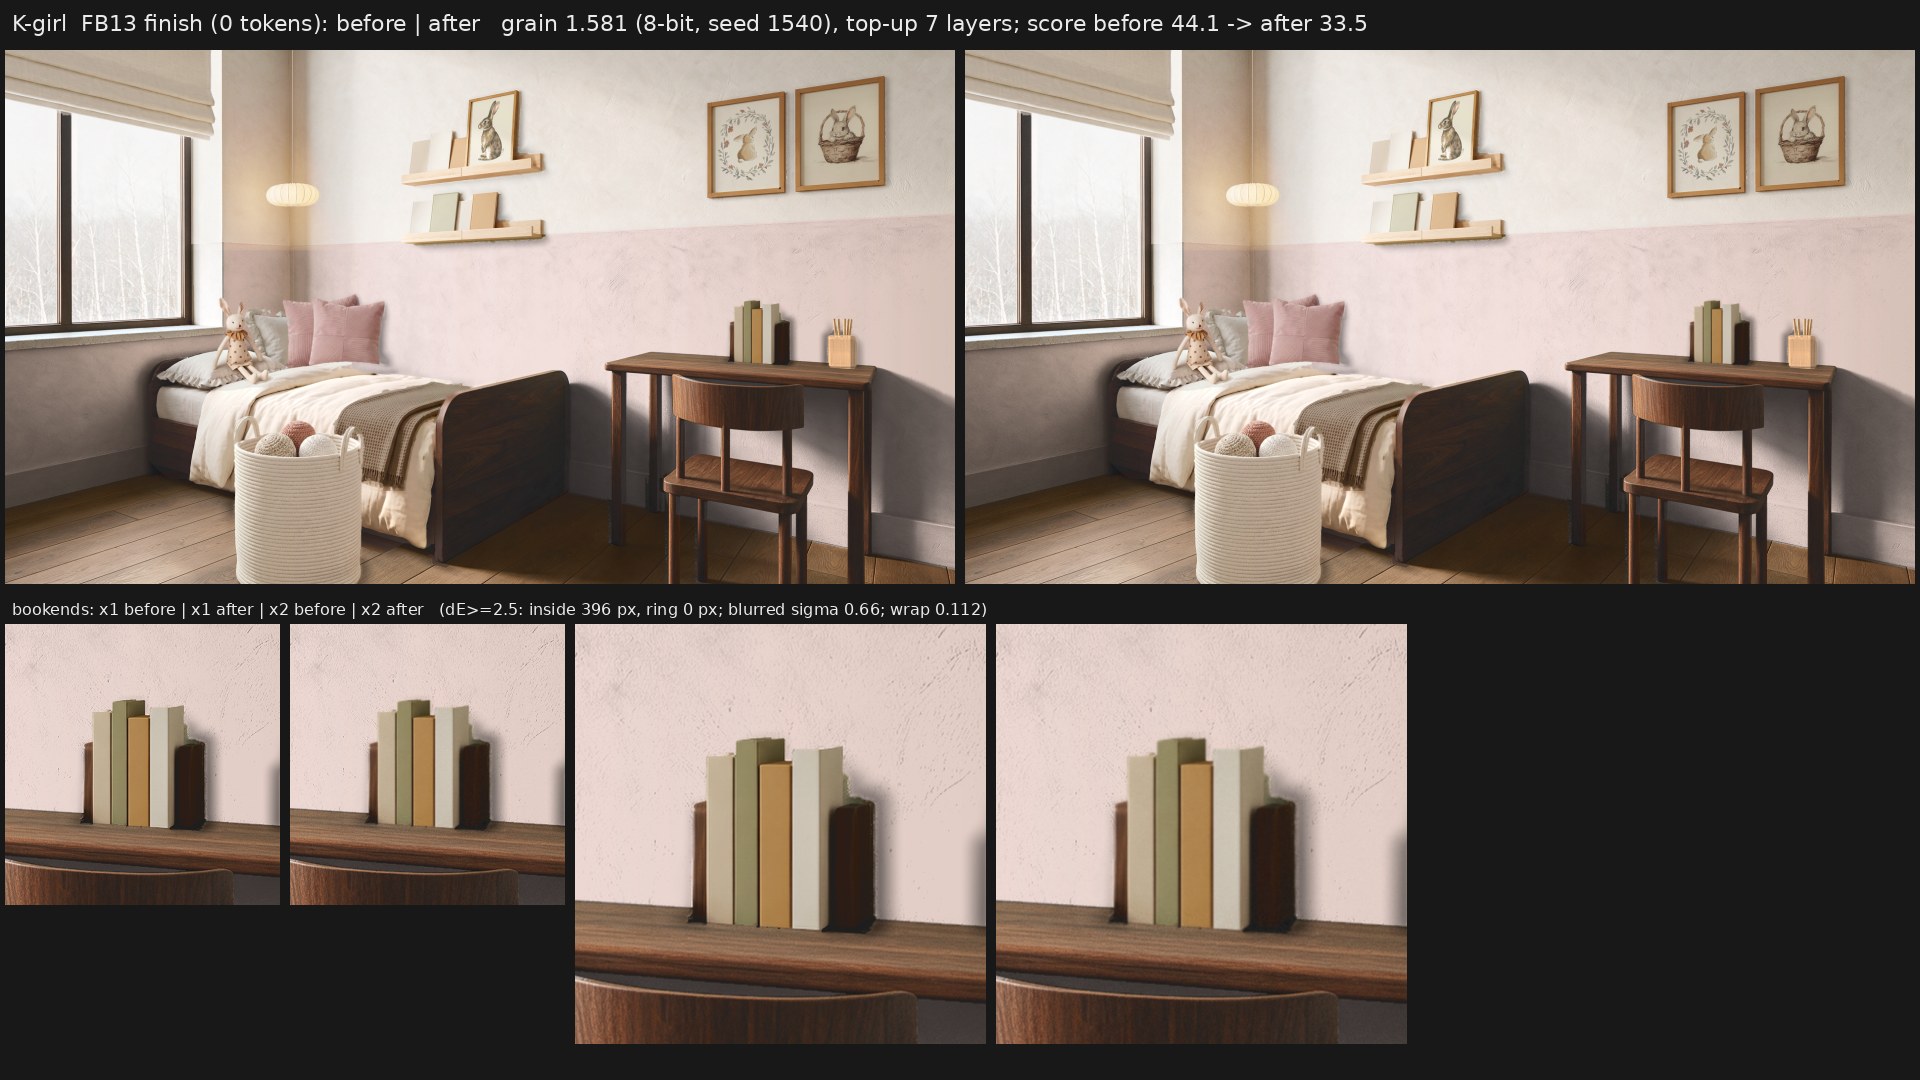 K-girl  FB13 finish (0 tokens): before | after   grain 1.581 (8-bit, seed 1540), top-up 7 layers; score before 44.1 -> after 33.5
bookends: x1 before | x1 after | x2 before | x2 after   (dE>=2.5: inside 396 px, ring 0 px; blurred sigma 0.66; wrap 0.112)